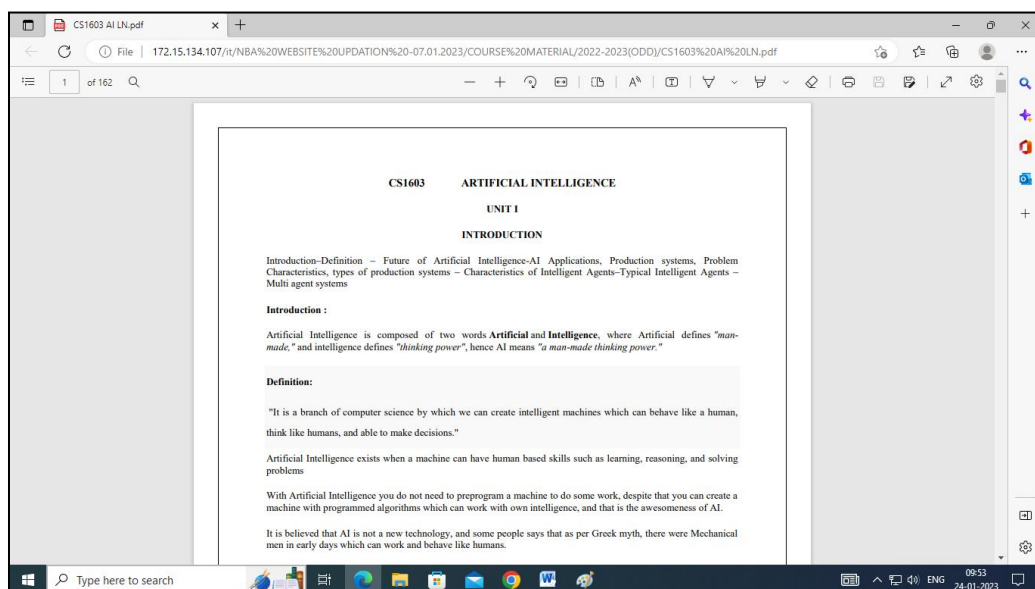 CS1603 AI LN.pdf
File 172.15.134.107/it/NBA%20WEBSITE%20UPDATION%20-07.01.2023/COURSE%20MATERIAL/2022-2023(ODD)/CS1603%20AI%20LN.pdf
1 of 162
CS1603 ARTIFICIAL INTELLIGENCE
UNIT I
INTRODUCTION
Introduction–Definition – Future of Artificial Intelligence-AI Applications, Production systems, Problem
Characteristics, types of production systems – Characteristics of Intelligent Agents–Typical Intelligent Agents –
Multi agent systems
Introduction :
Artificial Intelligence is composed of two words Artificial and Intelligence, where Artificial defines "man-
made," and intelligence defines "thinking power", hence AI means "a man-made thinking power."
Definition:
"It is a branch of computer science by which we can create intelligent machines which can behave like a human,
think like humans, and able to make decisions."
Artificial Intelligence exists when a machine can have human based skills such as learning, reasoning, and solving
problems
With Artificial Intelligence you do not need to preprogram a machine to do some work, despite that you can create a
machine with programmed algorithms which can work with own intelligence, and that is the awesomeness of AI.
It is believed that AI is not a new technology, and some people says that as per Greek myth, there were Mechanical
men in early days which can work and behave like humans.
Type here to search
ENG
09:53
24-01-2023